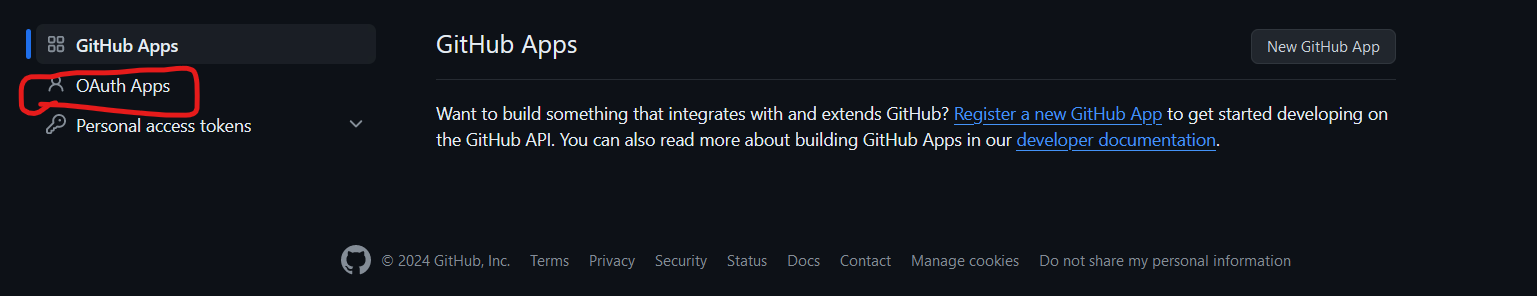 GitHub Apps
OAuth Apps
Personal access tokens
GitHub Apps
New GitHub App
Want to build something that integrates with and extends GitHub? Register a new GitHub App to get started developing on
the GitHub API. You can also read more about building GitHub Apps in our developer documentation.
© 2024 GitHub, Inc. Terms Privacy Security Status Docs Contact Manage cookies Do not share my personal information